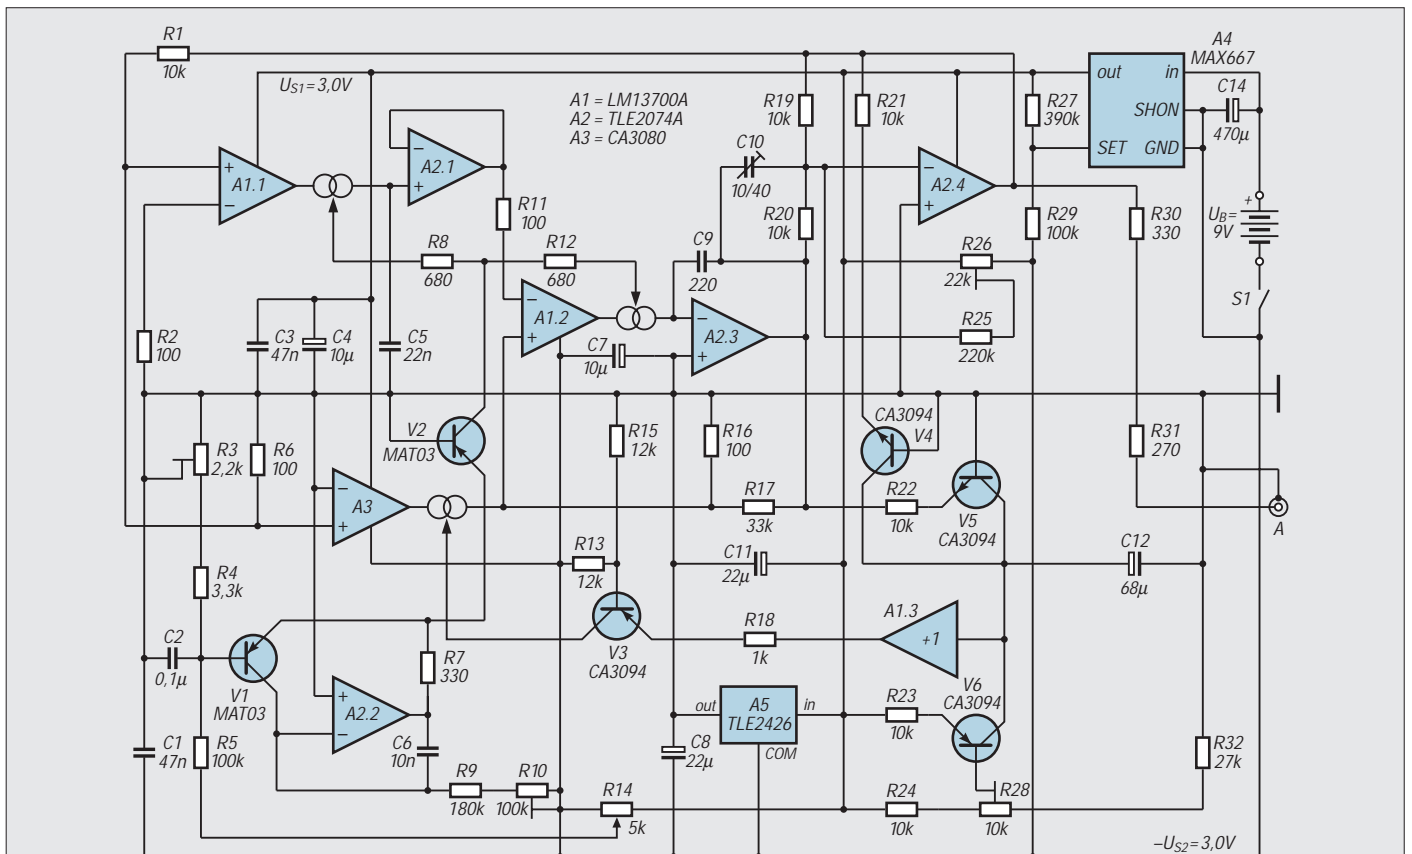 R1
10k
U_S1=3,0V
A1 = LM13700A
A2 = TLE2074A
A3 = CA3080
A4
MAX667
out
in
SHON
SET
GND
C14
470µ
R19
10k
R21
10k
R27
390k
C10
10/40
+
A1.1
−
−
A2.1
+
−
A2.4
+
R11
100
R20
10k
R29
100k
R30
330
+
U_B=
9V
R8
680
R12
680
C9
220
R26
22k
S1
−
A1.2
+
−
A2.3
+
R25
220k
R2
100
C3
47n
C4
10µ
C5
22n
C7
10µ
V2
MAT03
R3
2,2k
R6
100
R15
12k
R16
100
CA3094
V4
R31
270
−
A3
+
R17
33k
R22
10k
V5
CA3094
A
R4
3,3k
R13
12k
C11
22µ
C12
68µ
C2
0,1µ
V1
MAT03
R7
330
V3
CA3094
R18
1k
A1.3
+1
+
A2.2
−
out
A5
TLE2426
in
COM
R23
10k
V6
CA3094
C1
47n
R5
100k
C6
10n
C8
22µ
R32
27k
R9
180k
R10
100k
R14
5k
R24
10k
R28
10k
−U_S2=3,0V